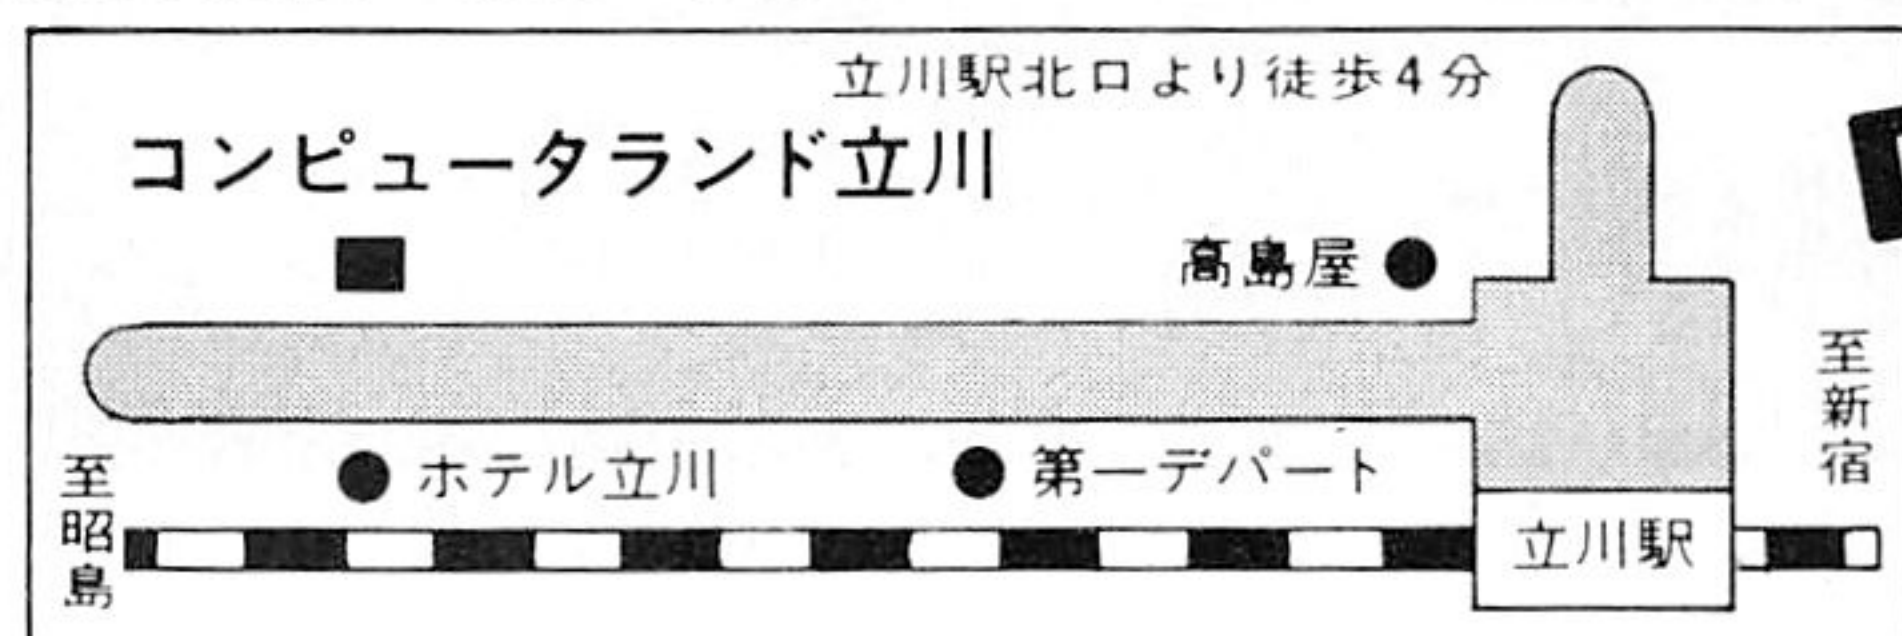 立川駅北口より徒歩4分
コンピュータランド立川
高島屋
至新宿
ホテル立川
第一デパート
至昭島
立川駅